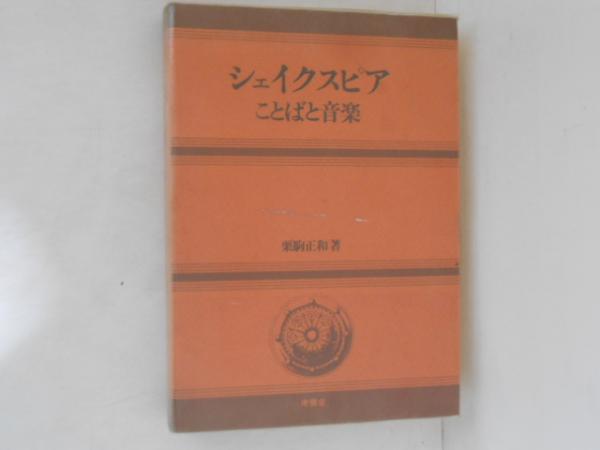 シェイクスピア
ことばと音楽
栗駒正和著